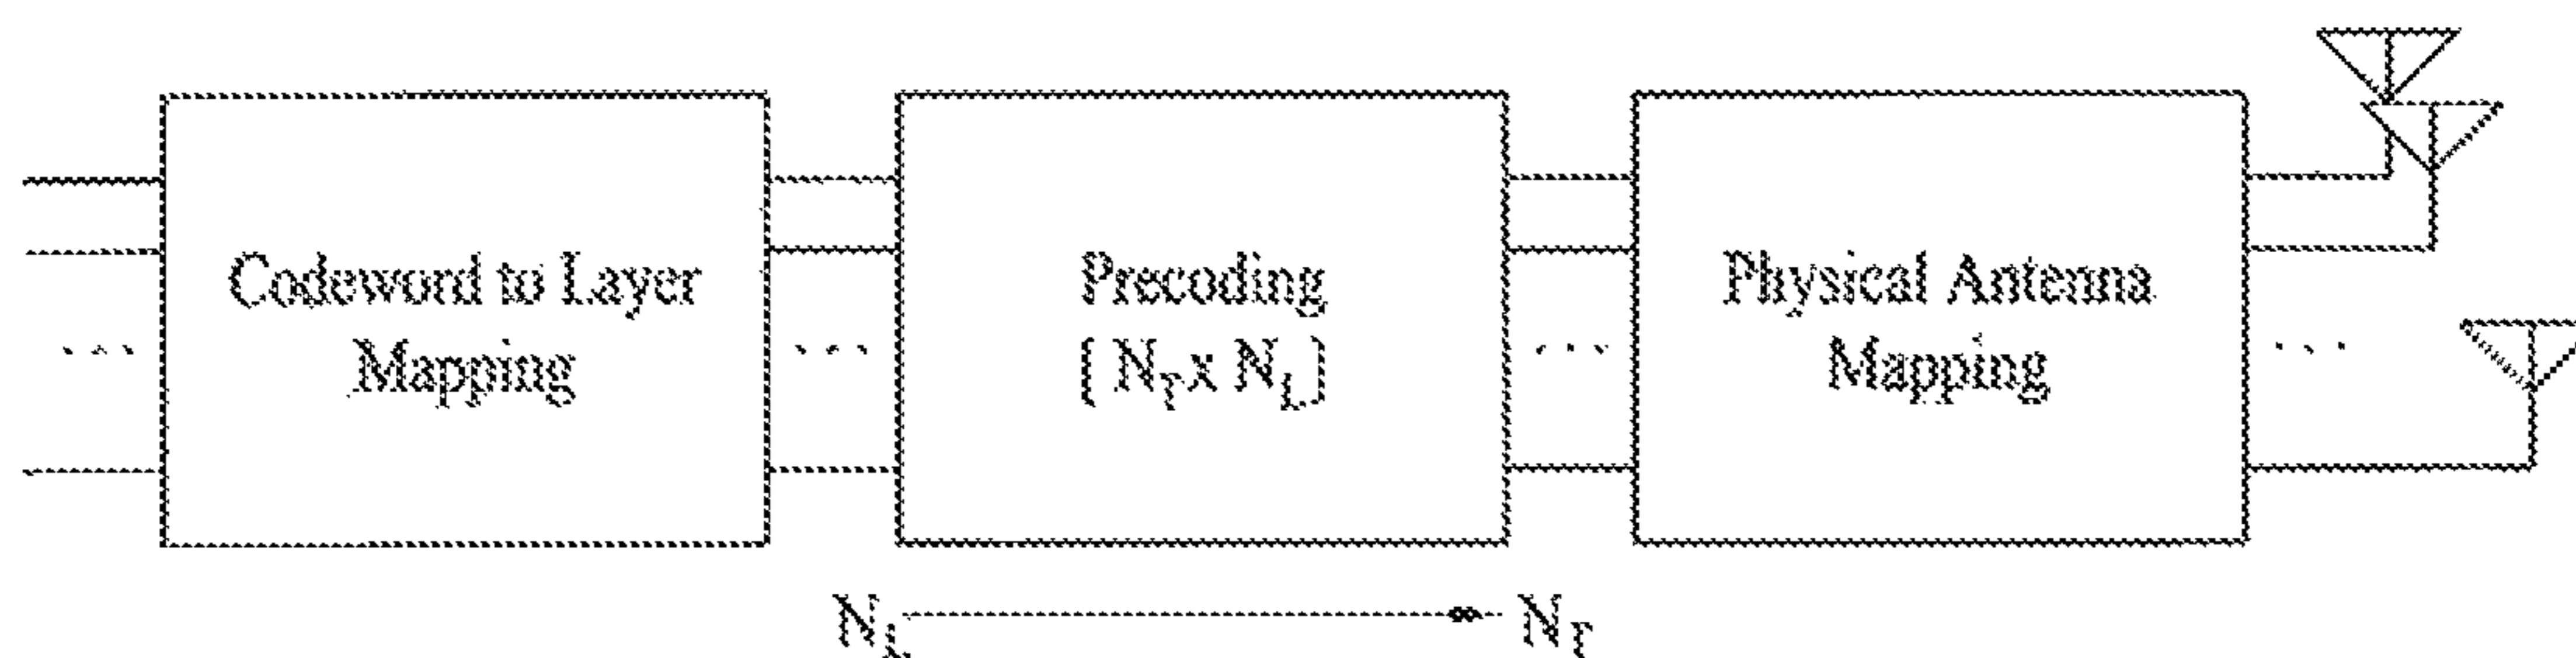 Codeword to Layer
Mapping
Precoding
[ N_T x N_L ]
Physical Antenna
Mapping
N_L
N_T